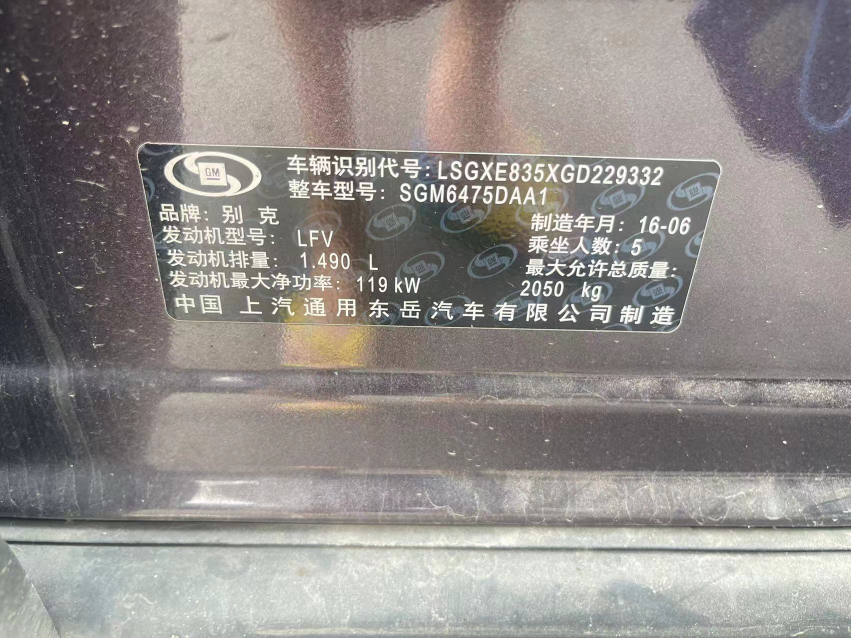 GM
车辆识别代号: LSGXE835XGD229332
整车型号: SGM6475DAA1
品牌: 别克 制造年月: 16-06
发动机型号: LFV 乘坐人数: 5
发动机排量: 1.490 L 最大允许总质量:
发动机最大净功率: 119 kW 2050 kg
中国 上汽通用东岳汽车有限公司制造